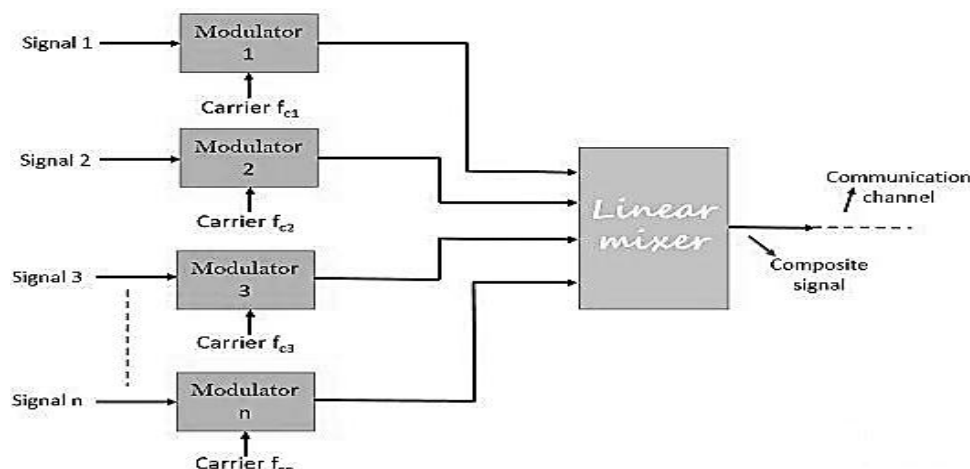 Signal 1
Modulator
1
Carrier fc1
Signal 2
Modulator
2
Carrier fc2
Signal 3
Modulator
3
Carrier fc3
Signal n
Modulator
n
Carrier
Linear
mixer
Communication
channel
Composite
signal